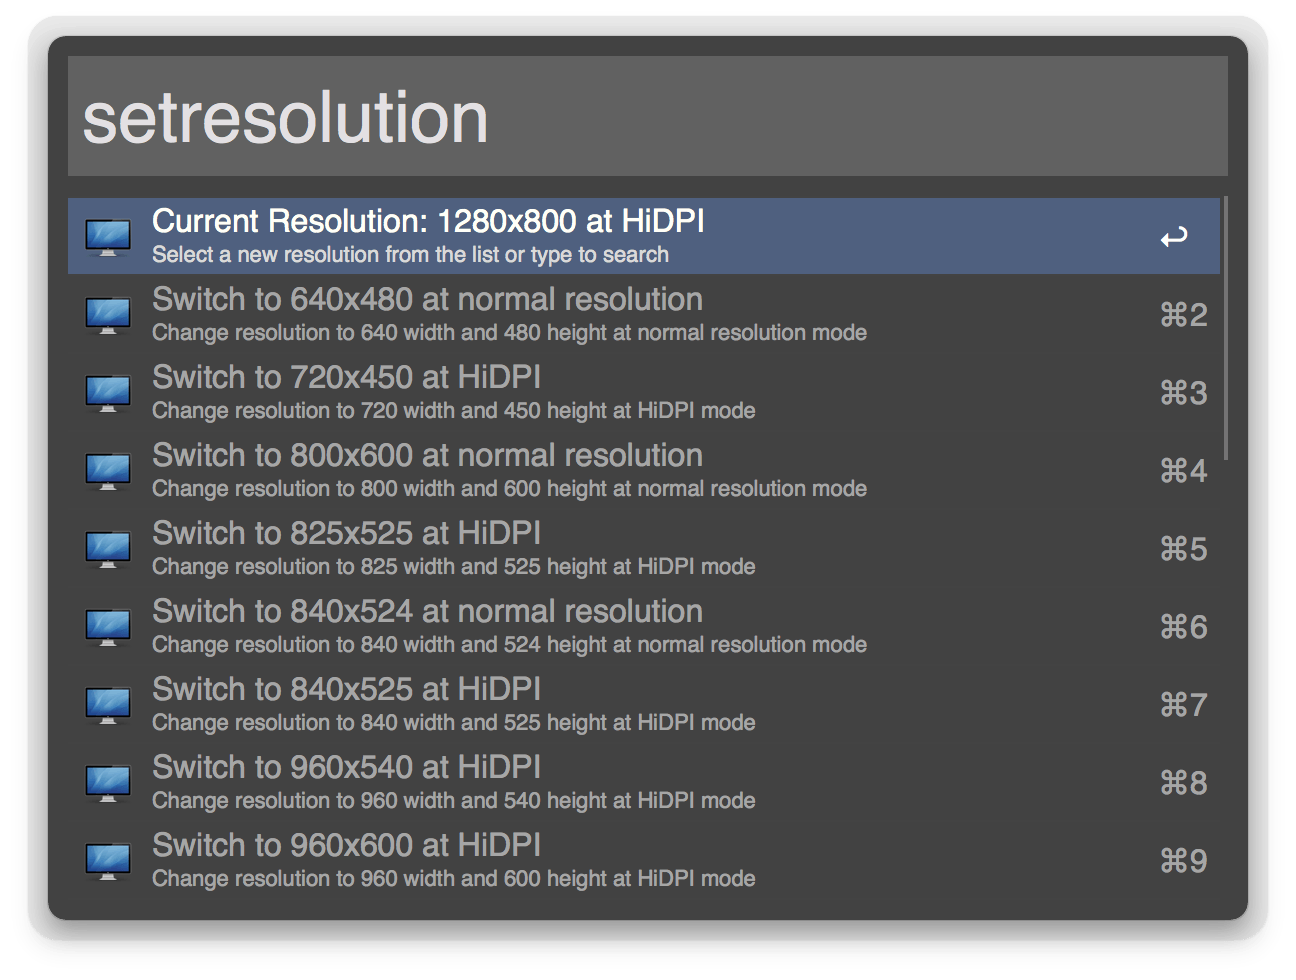 setresolution
Current Resolution: 1280x800 at HiDPI
Select a new resolution from the list or type to search
↩
Switch to 640x480 at normal resolution
Change resolution to 640 width and 480 height at normal resolution mode
⌘2
Switch to 720x450 at HiDPI
Change resolution to 720 width and 450 height at HiDPI mode
⌘3
Switch to 800x600 at normal resolution
Change resolution to 800 width and 600 height at normal resolution mode
⌘4
Switch to 825x525 at HiDPI
Change resolution to 825 width and 525 height at HiDPI mode
⌘5
Switch to 840x524 at normal resolution
Change resolution to 840 width and 524 height at normal resolution mode
⌘6
Switch to 840x525 at HiDPI
Change resolution to 840 width and 525 height at HiDPI mode
⌘7
Switch to 960x540 at HiDPI
Change resolution to 960 width and 540 height at HiDPI mode
⌘8
Switch to 960x600 at HiDPI
Change resolution to 960 width and 600 height at HiDPI mode
⌘9